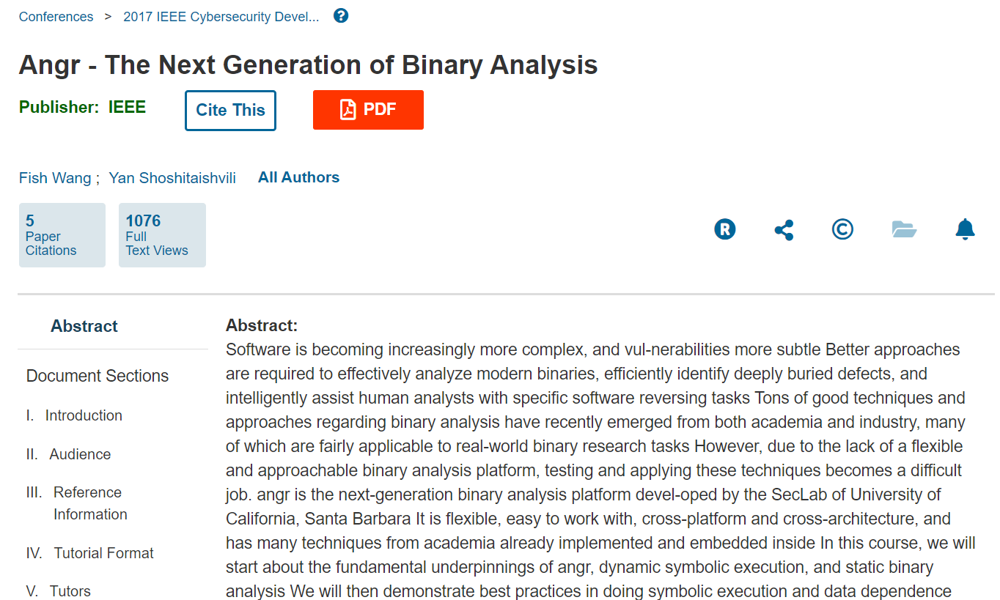 Conferences > 2017 IEEE Cybersecurity Devel... ?
Angr - The Next Generation of Binary Analysis
Publisher: IEEE
Cite This
PDF
Fish Wang ; Yan Shoshitaishvili All Authors
5
Paper
Citations
1076
Full
Text Views
R
©
Abstract
Document Sections
I. Introduction
II. Audience
III. Reference
Information
IV. Tutorial Format
V. Tutors
Abstract:
Software is becoming increasingly more complex, and vul-nerabilities more subtle Better approaches
are required to effectively analyze modern binaries, efficiently identify deeply buried defects, and
intelligently assist human analysts with specific software reversing tasks Tons of good techniques and
approaches regarding binary analysis have recently emerged from both academia and industry, many
of which are fairly applicable to real-world binary research tasks However, due to the lack of a flexible
and approachable binary analysis platform, testing and applying these techniques becomes a difficult
job. angr is the next-generation binary analysis platform devel-oped by the SecLab of University of
California, Santa Barbara It is flexible, easy to work with, cross-platform and cross-architecture, and
has many techniques from academia already implemented and embedded inside In this course, we will
start about the fundamental underpinnings of angr, dynamic symbolic execution, and static binary
analysis We will then demonstrate best practices in doing symbolic execution and data dependence